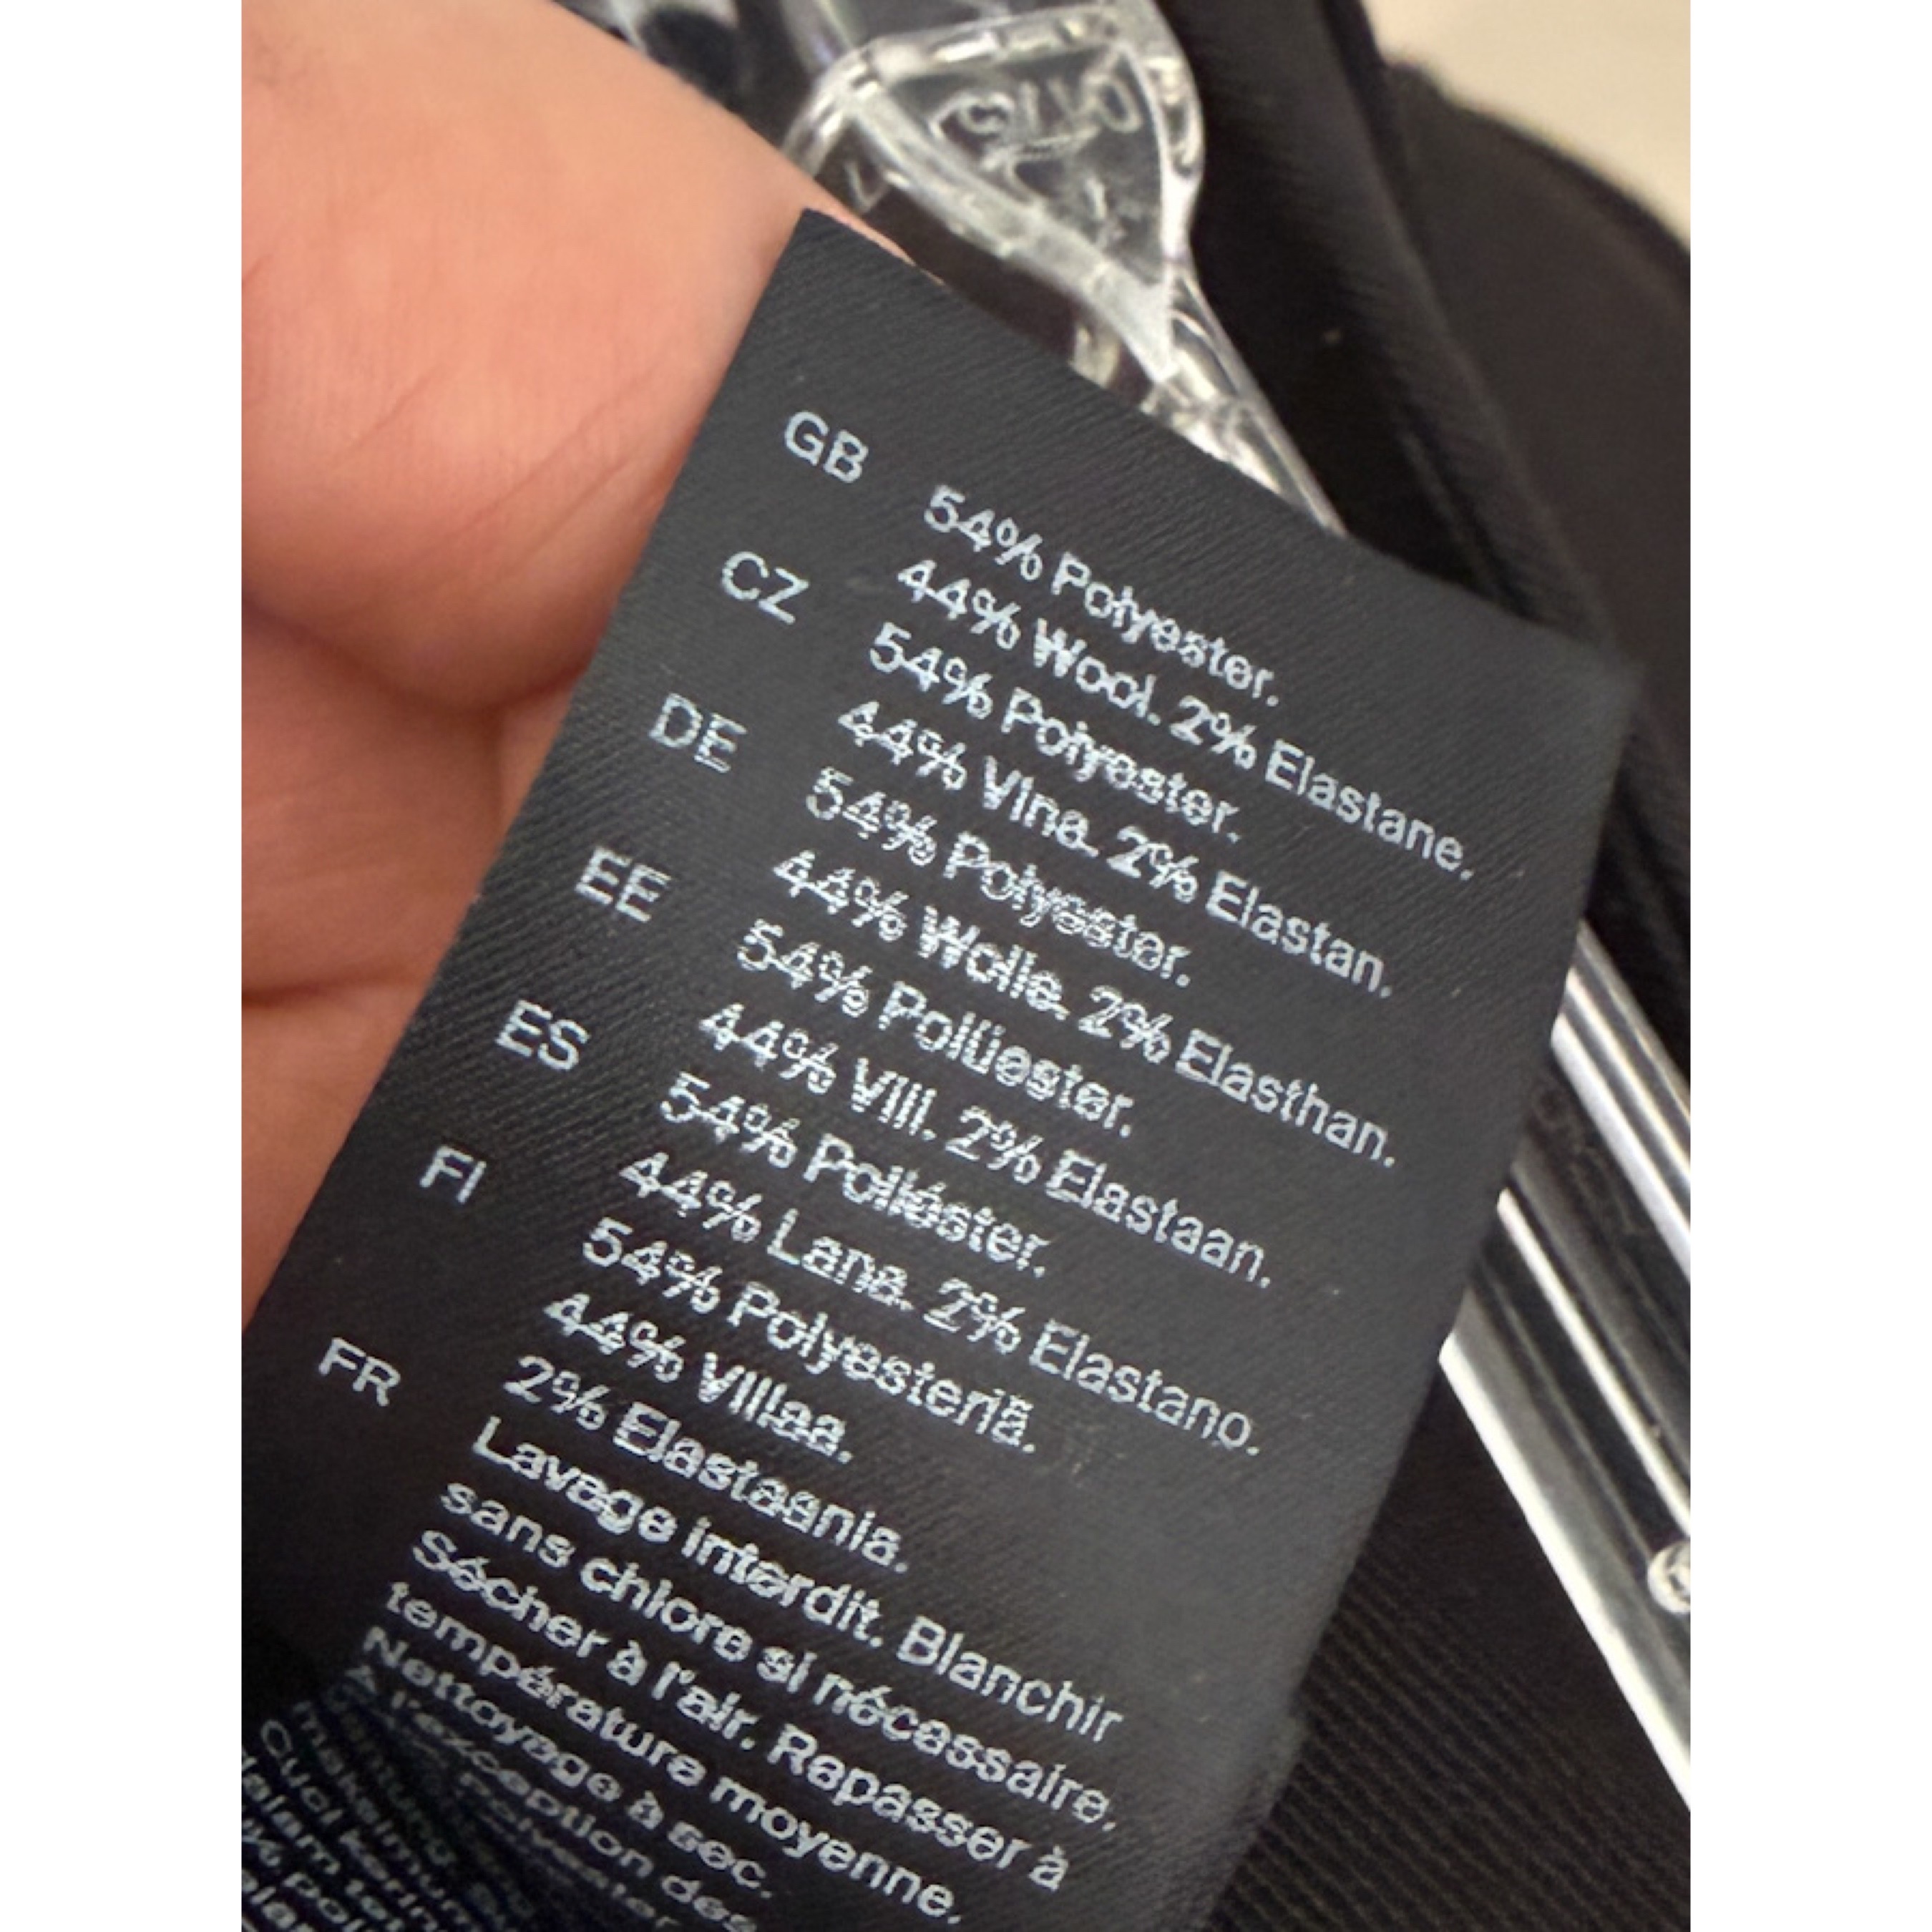 GB 54% Polyester.
44% Wool. 2% Elastane.
CZ 54% Polyester.
44% Vlna. 2% Elastan.
DE 54% Polyester.
44% Wolle. 2% Elasthan.
EE 54% Polüester.
44% Vill. 2% Elastaan.
ES 54% Poliéster.
44% Lana. 2% Elastano.
FI 54% Polyesteriä.
44% Villaa.
2% Elastaania.
FR Lavage interdit. Blanchir
sans chlore si nécessaire.
Sécher à l'air. Repasser à
température moyenne.
Nettoyage à sec.
À l'exception des